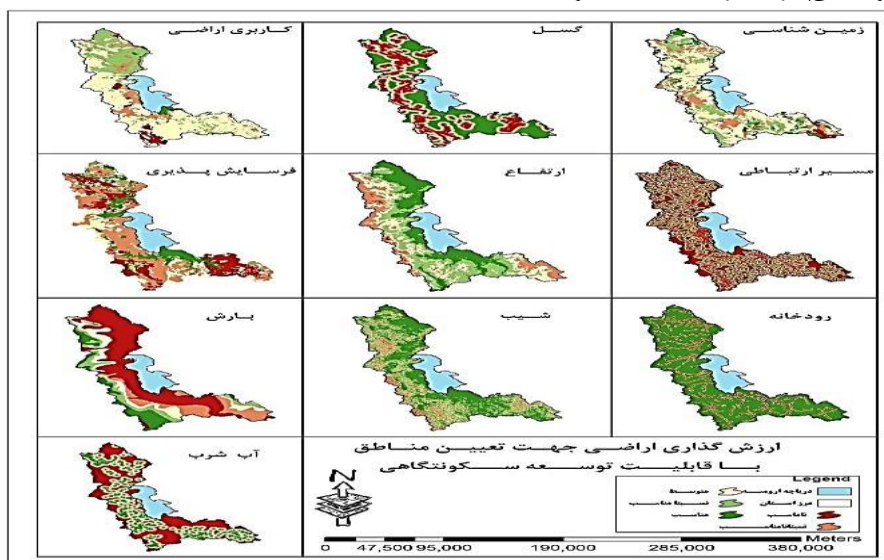 زمین شناسی
گسل
کاربری اراضی
مسیر ارتباطی
ارتفاع
فرسایش پذیری
رودخانه
شیب
بارش
آب شرب
ارزش گذاری اراضی جهت تعیین مناطق
با قابلیت توسعه سکونتگاهی
N
Legend
دریاچه ارومیه
متوسط
مرز استان
نسبتا مناسب
نامناسب
مناسب
نسبتا نامناسب
Meters
0 47,500 95,000 190,000 285,000 380,000